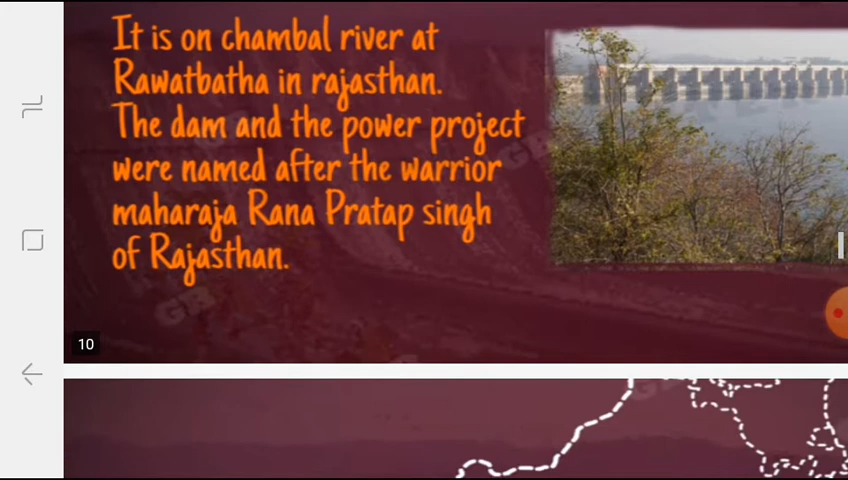 It is on chambal river at
Rawatbatha in rajasthan.
The dam and the power project
were named after the warrior
maharaja Rana Pratap singh
of Rajasthan.
10